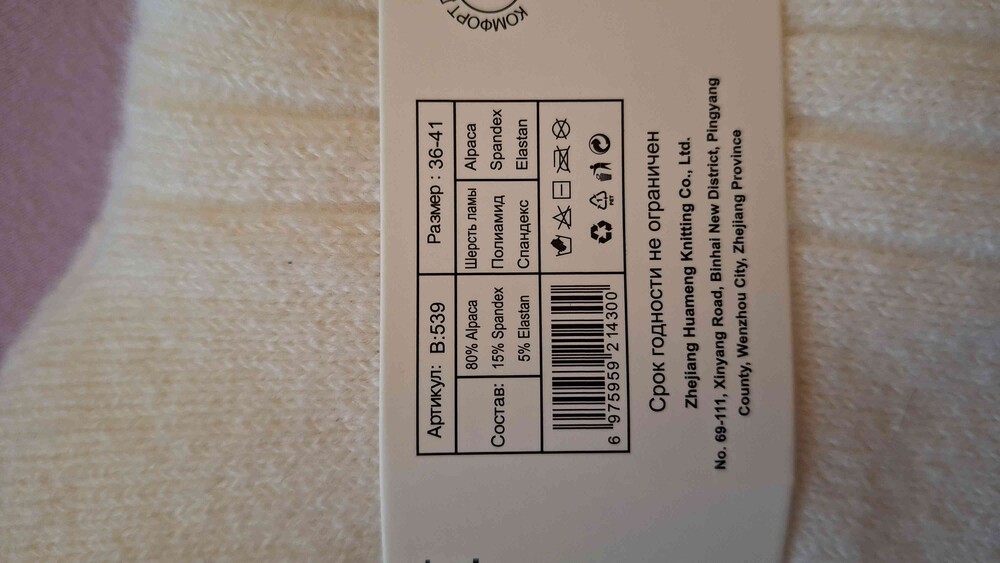 КОМФОРТ
Артикул: B:539 Размер : 36-41
Состав: 80% Alpaca Шерсть ламы Alpaca
15% Spandex Полиамид Spandex
5% Elastan Спандекс Elastan
PET
6 975959 214300
Срок годности не ограничен
Zhejiang Huameng Knitting Co., Ltd.
No. 69-111, Xinyang Road, Binhai New District, Pingyang
County, Wenzhou City, Zhejiang Province